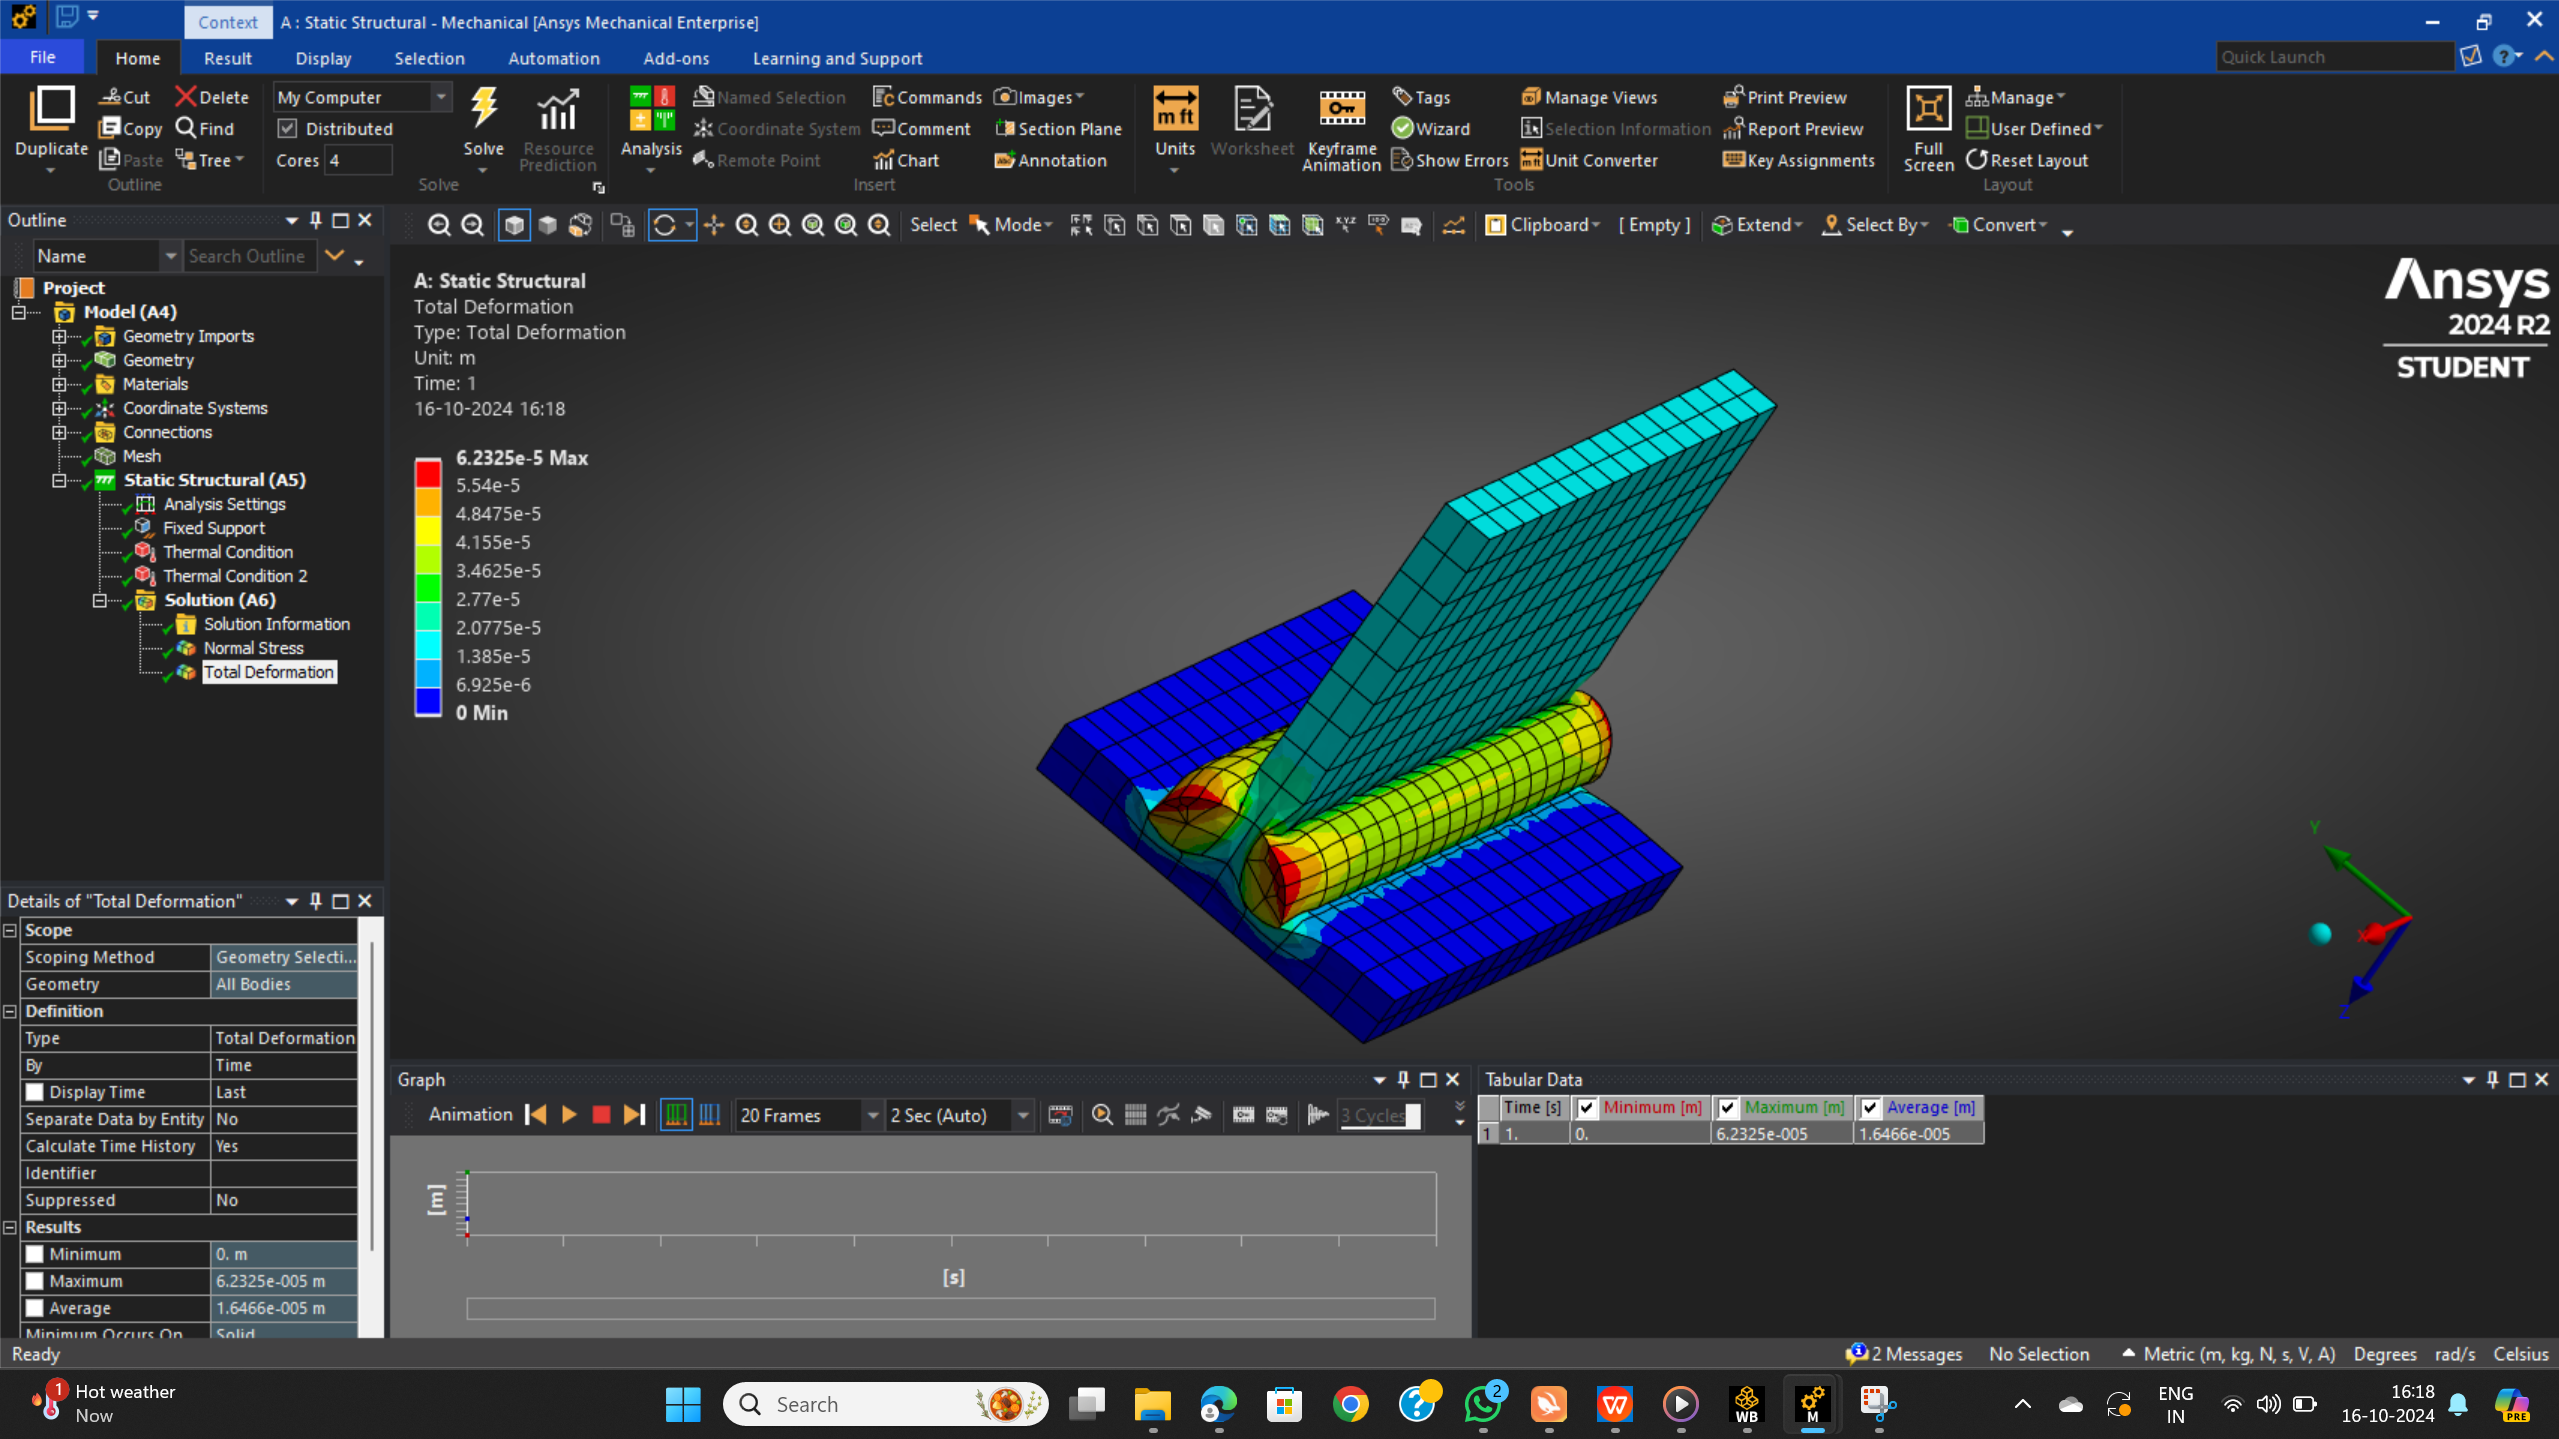 Context
A : Static Structural - Mechanical [Ansys Mechanical Enterprise]
File
Home
Result
Display
Selection
Automation
Add-ons
Learning and Support
Quick Launch
Duplicate
Cut
Copy
Paste
Delete
Find
Tree
Outline
My Computer
Distributed
Cores 4
Solve
Resource Prediction
Solve
Analysis
Named Selection
Coordinate System
Remote Point
Commands
Comment
Chart
Images
Section Plane
Annotation
Insert
Units
Worksheet
Keyframe Animation
Tags
Wizard
Show Errors
Manage Views
Selection Information
Unit Converter
Print Preview
Report Preview
Key Assignments
Tools
Full Screen
Manage
User Defined
Reset Layout
Layout
Outline
Name
Search Outline
Select
Mode
Clipboard
[ Empty ]
Extend
Select By
Convert
Project
Model (A4)
Geometry Imports
Geometry
Materials
Coordinate Systems
Connections
Mesh
Static Structural (A5)
Analysis Settings
Fixed Support
Thermal Condition
Thermal Condition 2
Solution (A6)
Solution Information
Normal Stress
Total Deformation
A: Static Structural
Total Deformation
Type: Total Deformation
Unit: m
Time: 1
16-10-2024 16:18
6.2325e-5 Max
5.54e-5
4.8475e-5
4.155e-5
3.4625e-5
2.77e-5
2.0775e-5
1.385e-5
6.925e-6
0 Min
Ansys
2024 R2
STUDENT
Y
X
Z
Details of "Total Deformation"
Scope
Scoping Method Geometry Selecti...
Geometry All Bodies
Definition
Type Total Deformation
By Time
Display Time Last
Separate Data by Entity No
Calculate Time History Yes
Identifier
Suppressed No
Results
Minimum 0. m
Maximum 6.2325e-005 m
Average 1.6466e-005 m
Minimum Occurs On Solid
Graph
Animation
20 Frames
2 Sec (Auto)
3 Cycles
[m]
[s]
Tabular Data
Time [s] Minimum [m] Maximum [m] Average [m]
1 1. 0. 6.2325e-005 1.6466e-005
Ready
2 Messages
No Selection
Metric (m, kg, N, s, V, A)
Degrees
rad/s
Celsius
1
Hot weather
Now
Search
2
WB
M
ENG
IN
16:18
16-10-2024
PRE